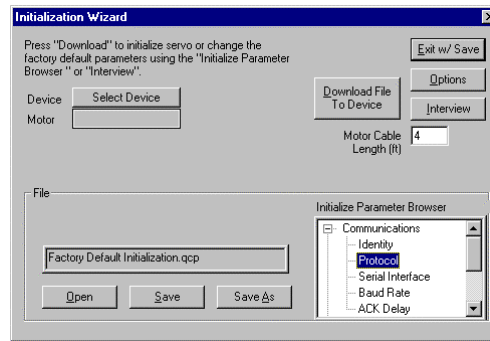 Initialization Wizard
Press "Download" to initialize servo or change the
factory default parameters using the "Initialize Parameter
Browser " or "Interview".
Exit w/ Save
Options
Interview
Download File
To Device
Device
Select Device
Motor
Motor Cable
Length (ft)
4
File
Initialize Parameter Browser
Factory Default Initialization.qcp
Open
Save
Save As
Communications
Identity
Protocol
Serial Interface
Baud Rate
ACK Delay